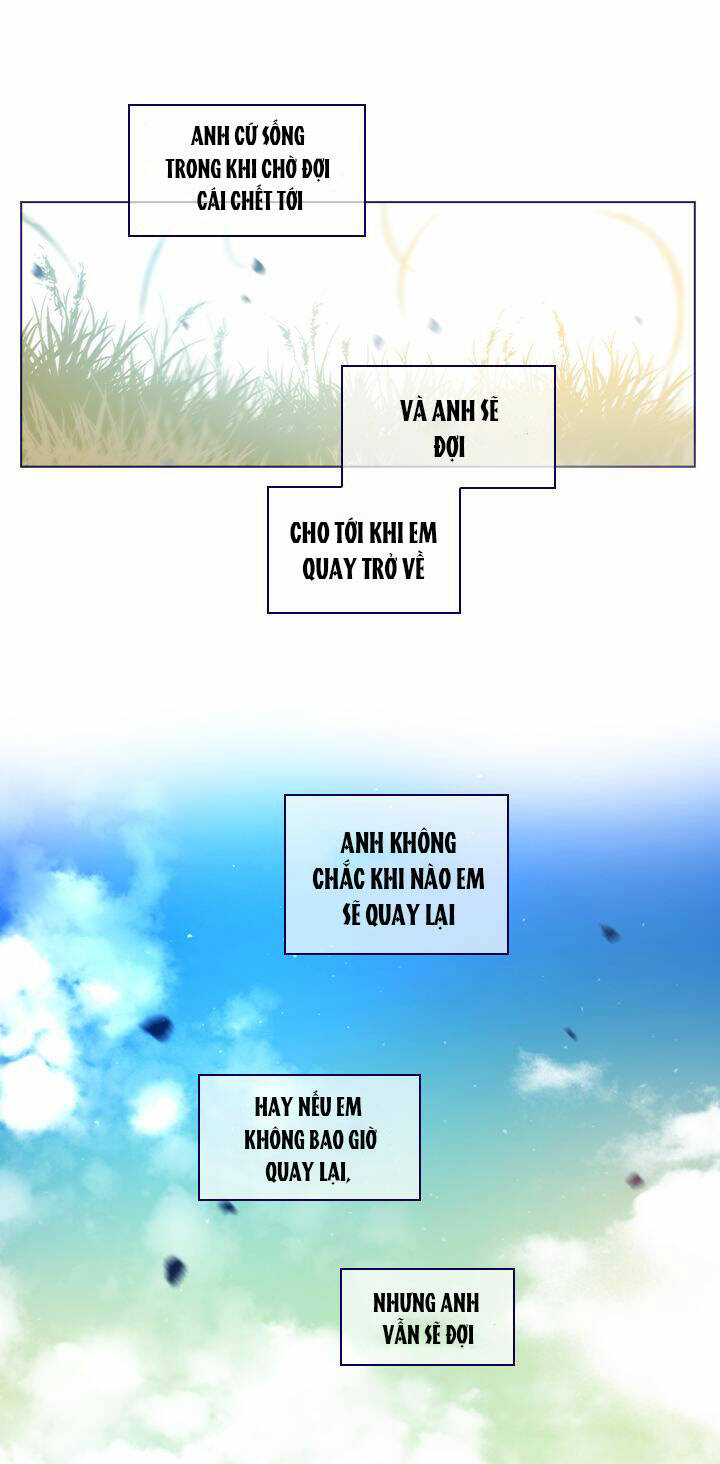 ANH CỨ SỐNG
TRONG KHI CHỜ ĐỢI
CÁI CHẾT TỚI
VÀ ANH SẼ
ĐỢI
CHO TỚI KHI EM
QUAY TRỞ VỀ
ANH KHÔNG
CHẮC KHI NÀO EM
SẼ QUAY LẠI
HAY NẾU EM
KHÔNG BAO GIỜ
QUAY LẠI,
NHƯNG ANH
VẪN SẼ ĐỢI